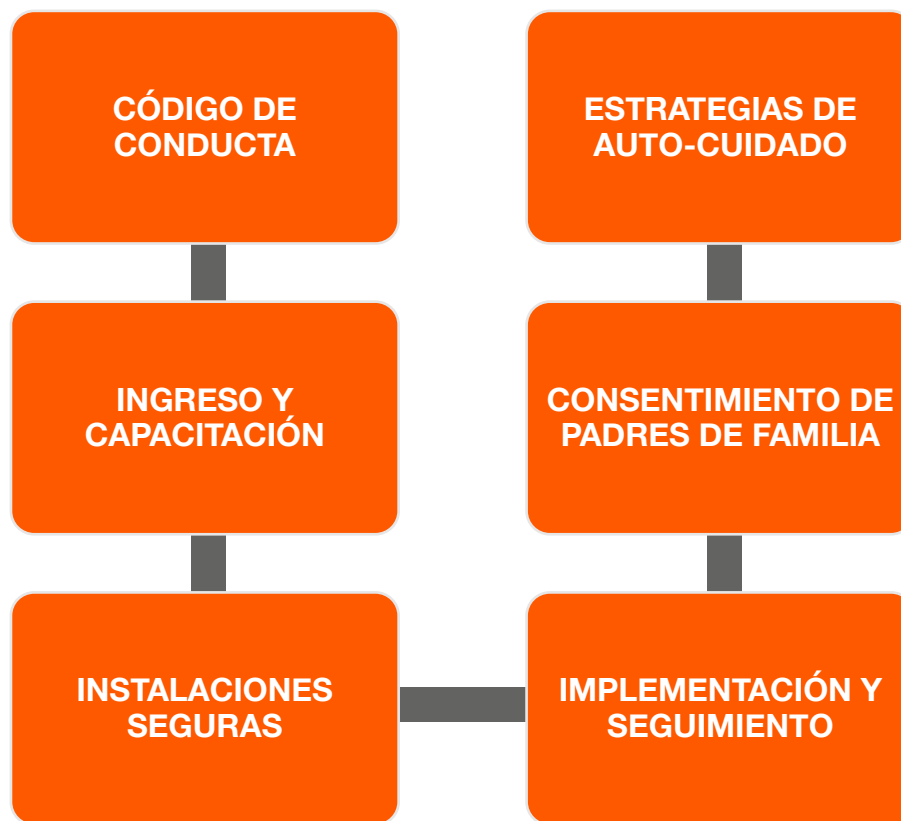 CÓDIGO DE
CONDUCTA
INGRESO Y
CAPACITACIÓN
INSTALACIONES
SEGURAS
IMPLEMENTACIÓN Y
SEGUIMIENTO
CONSENTIMIENTO DE
PADRES DE FAMILIA
ESTRATEGIAS DE
AUTO-CUIDADO